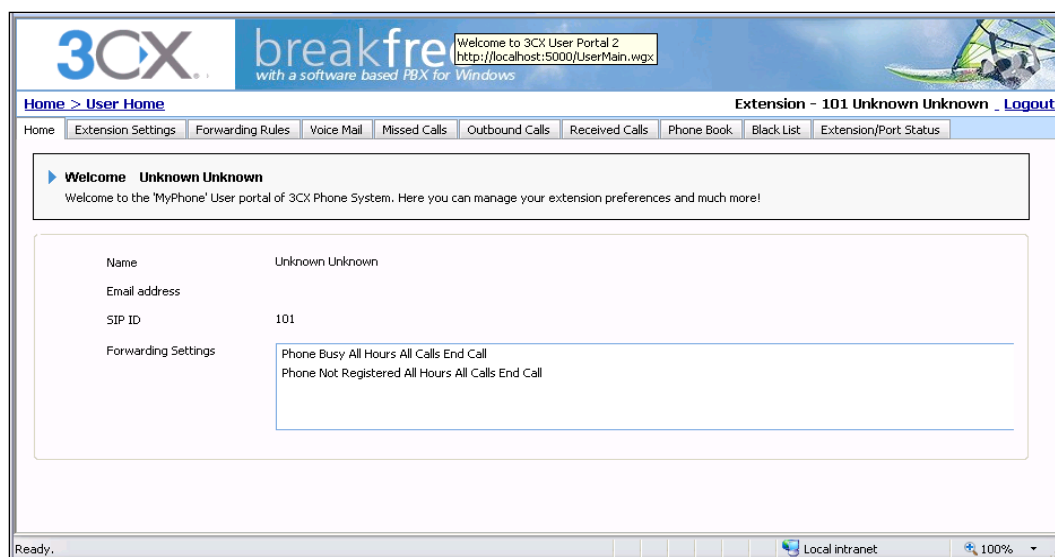 3CX
breakfre
with a software based PBX for Windows
Welcome to 3CX User Portal 2
http://localhost:5000/UserMain.wgx
Home > User Home
Extension - 101 Unknown Unknown Logout
Home Extension Settings Forwarding Rules Voice Mail Missed Calls Outbound Calls Received Calls Phone Book Black List Extension/Port Status
Welcome Unknown Unknown
Welcome to the 'MyPhone' User portal of 3CX Phone System. Here you can manage your extension preferences and much more!
Name Unknown Unknown
Email address
SIP ID 101
Forwarding Settings
Phone Busy All Hours All Calls End Call
Phone Not Registered All Hours All Calls End Call
Ready.
Local intranet
100%